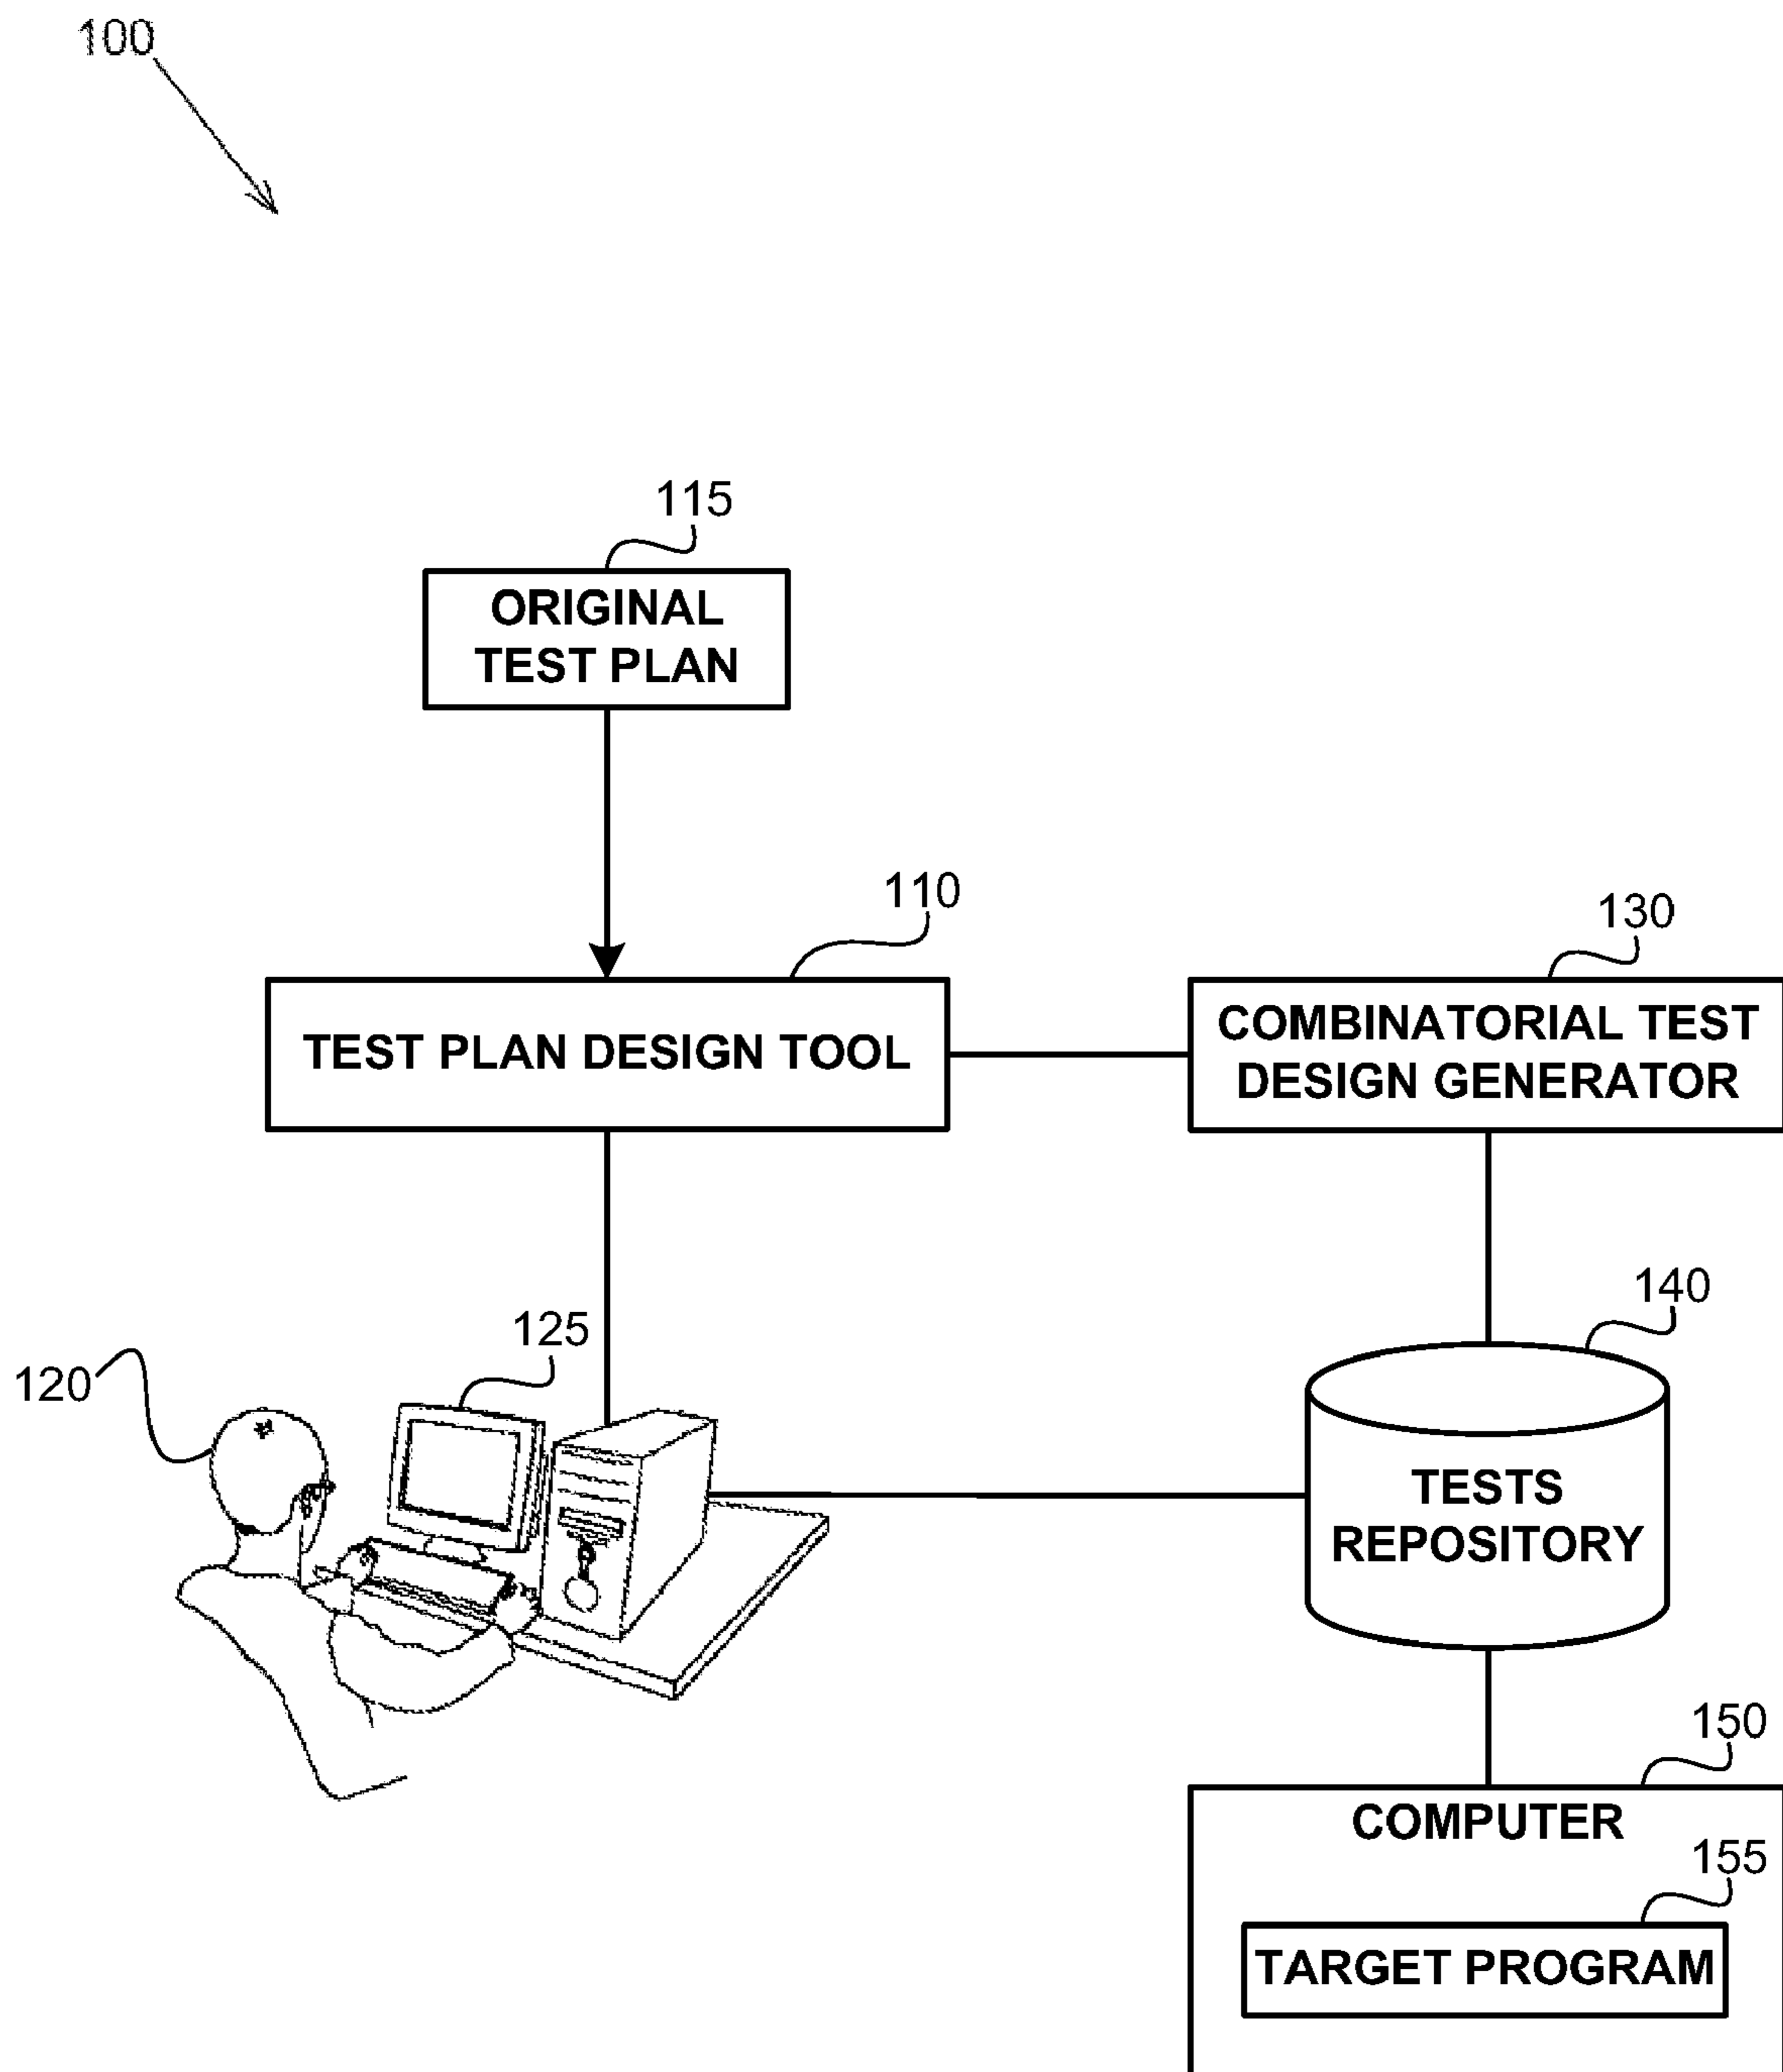 100
115
ORIGINAL
TEST PLAN
110
TEST PLAN DESIGN TOOL
130
COMBINATORIAL TEST
DESIGN GENERATOR
120
125
140
TESTS
REPOSITORY
150
COMPUTER
155
TARGET PROGRAM